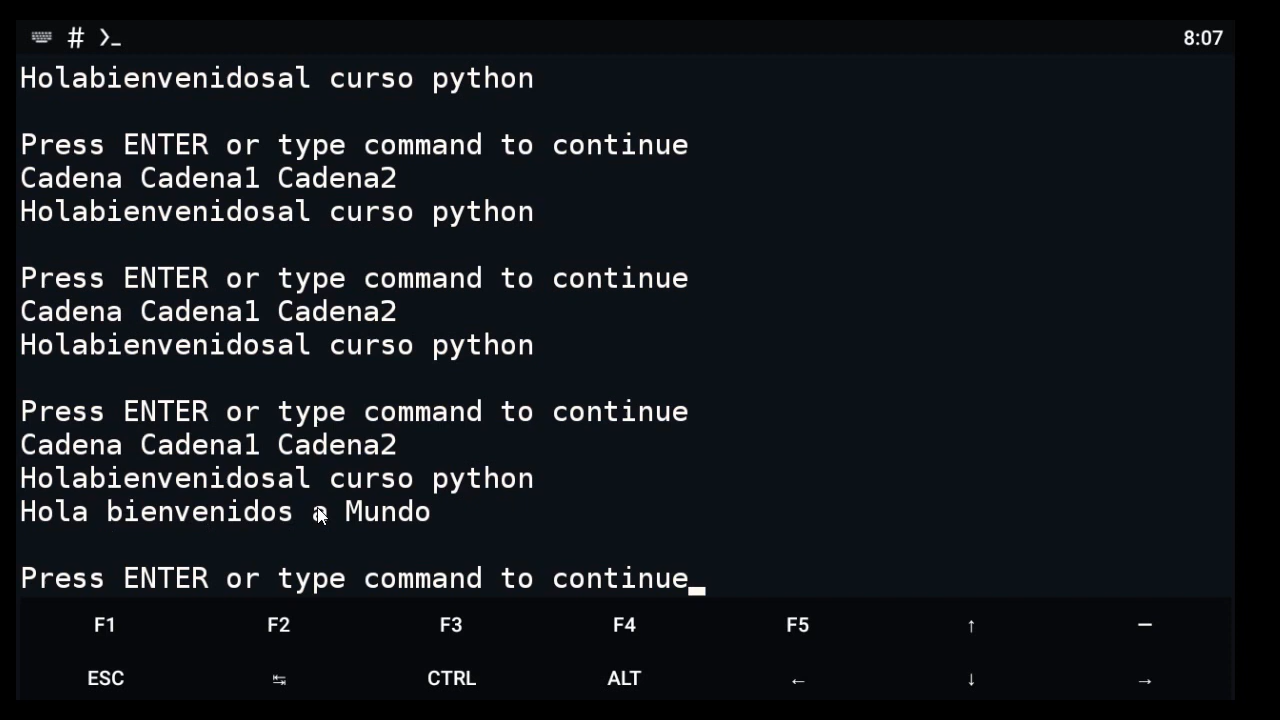 # ❯_
8:07
Holabienvenidosal curso python
Press ENTER or type command to continue
Cadena Cadena1 Cadena2
Holabienvenidosal curso python
Press ENTER or type command to continue
Cadena Cadena1 Cadena2
Holabienvenidosal curso python
Press ENTER or type command to continue
Cadena Cadena1 Cadena2
Holabienvenidosal curso python
Hola bienvenidos a Mundo
Press ENTER or type command to continue
F1 F2 F3 F4 F5 ↑ —
ESC ↹ CTRL ALT ← ↓ →